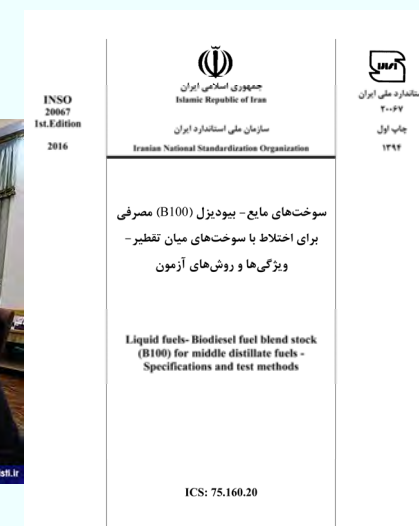 INSO
20067
1st.Edition
2016
جمهوری اسلامی ایران
Islamic Republic of Iran
سازمان ملی استاندارد ایران
Iranian National Standardization Organization
استاندارد ملی ایران
۲۰۰۶۷
چاپ اول
۱۳۹۴
سوخت‌های مایع- بیودیزل (B100) مصرفی
برای اختلاط با سوخت‌های میان تقطیر-
ویژگی‌ها و روش‌های آزمون
Liquid fuels- Biodiesel fuel blend stock
(B100) for middle distillate fuels -
Specifications and test methods
ICS: 75.160.20